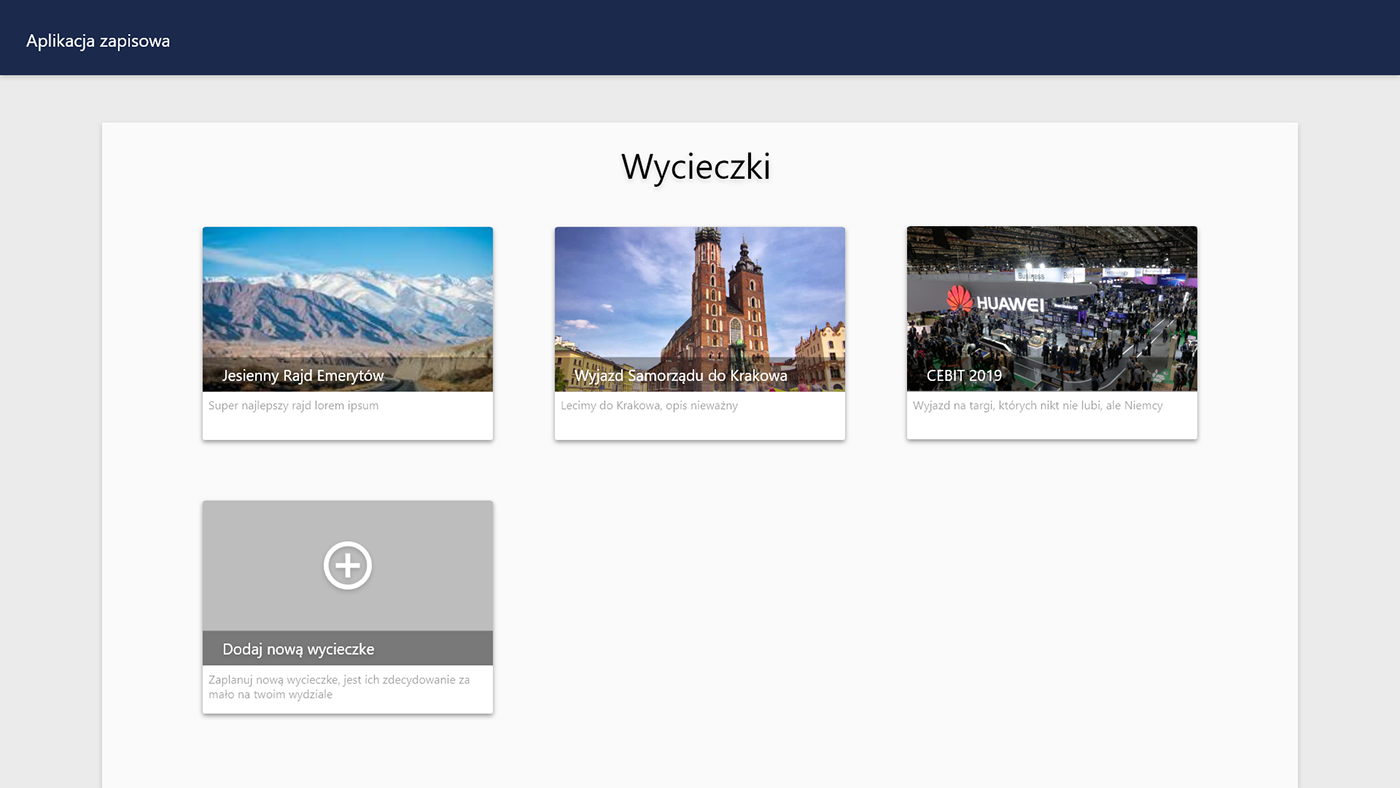 Aplikacja zapisowa
Wycieczki
Jesienny Rajd Emerytów
Super najlepszy rajd lorem ipsum
Wyjazd Samorządu do Krakowa
Lecimy do Krakowa, opis nieważny
Business
HUAWEI
CEBIT 2019
Wyjazd na targi, których nikt nie lubi, ale Niemcy
Dodaj nową wycieczke
Zaplanuj nową wycieczke, jest ich zdecydowanie za
mało na twoim wydziale